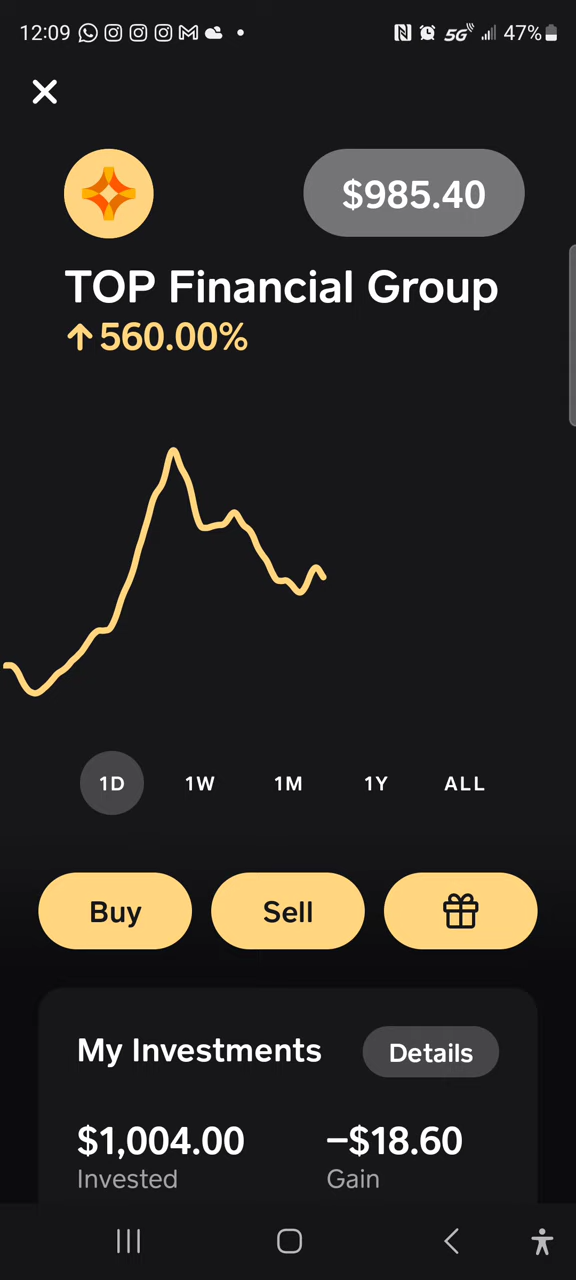 12:09 5G 47%
$985.40
TOP Financial Group
↑560.00%
1D 1W 1M 1Y ALL
Buy Sell
My Investments Details
$1,004.00 –$18.60
Invested Gain